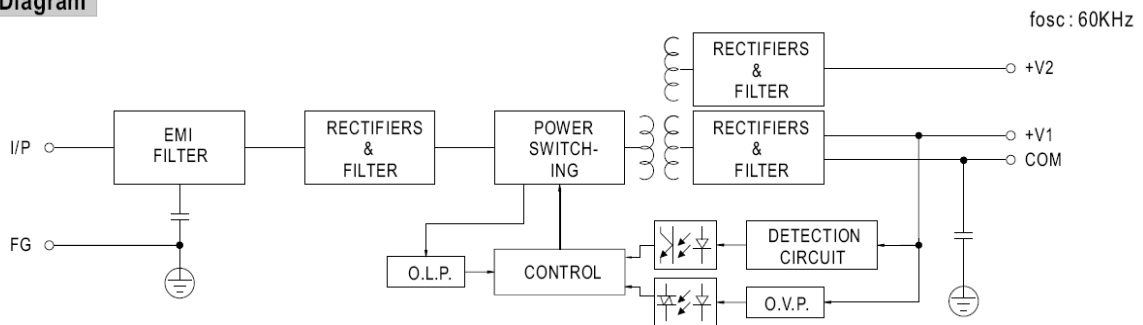 Diagram
fosc : 60KHz
RECTIFIERS
&
FILTER
+V2
I/P
EMI
FILTER
RECTIFIERS
&
FILTER
POWER
SWITCH-
ING
RECTIFIERS
&
FILTER
+V1
COM
FG
O.L.P.
CONTROL
DETECTION
CIRCUIT
O.V.P.